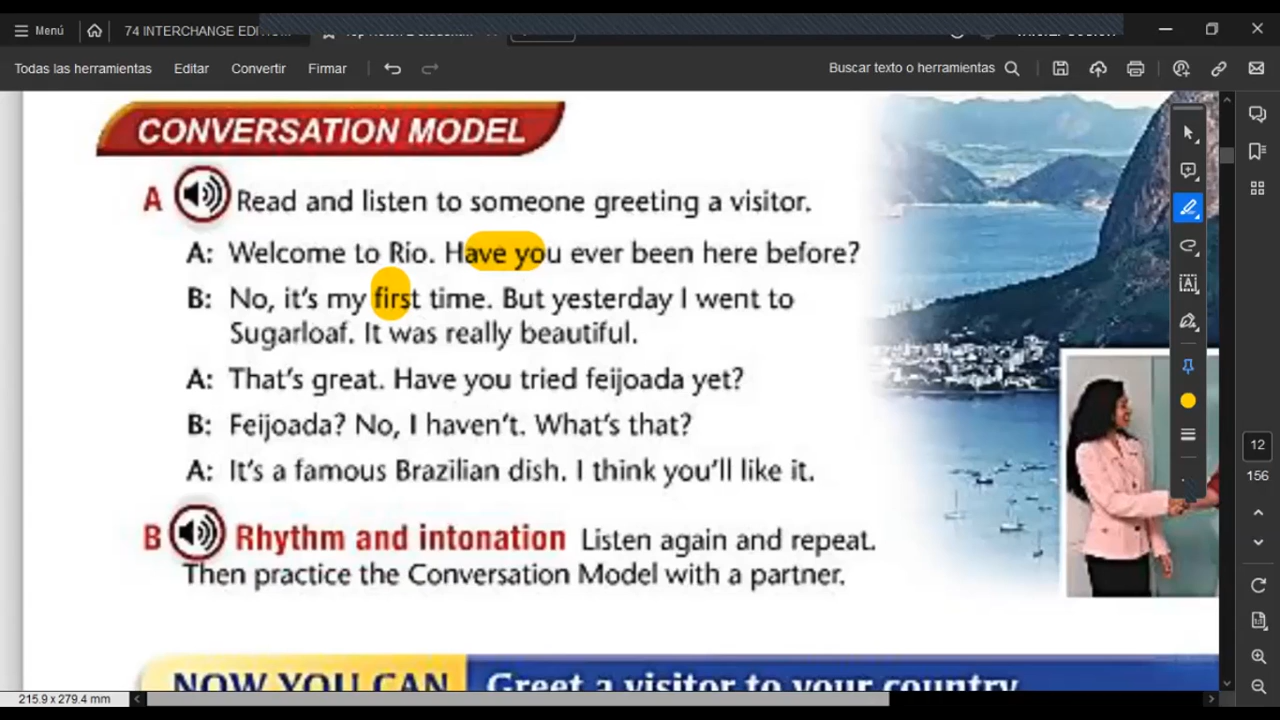 Menú
74 INTERCHANGE
Todas las herramientas Editar Convertir Firmar Buscar texto o herramientas
CONVERSATION MODEL
A Read and listen to someone greeting a visitor.
A: Welcome to Rio. Have you ever been here before?
B: No, it's my first time. But yesterday I went to
Sugarloaf. It was really beautiful.
A: That's great. Have you tried feijoada yet?
B: Feijoada? No, I haven't. What's that?
A: It's a famous Brazilian dish. I think you'll like it.
B Rhythm and intonation Listen again and repeat.
Then practice the Conversation Model with a partner.
NOW YOU CAN Greet a visitor to your country
12
156
215.9 x 279.4 mm